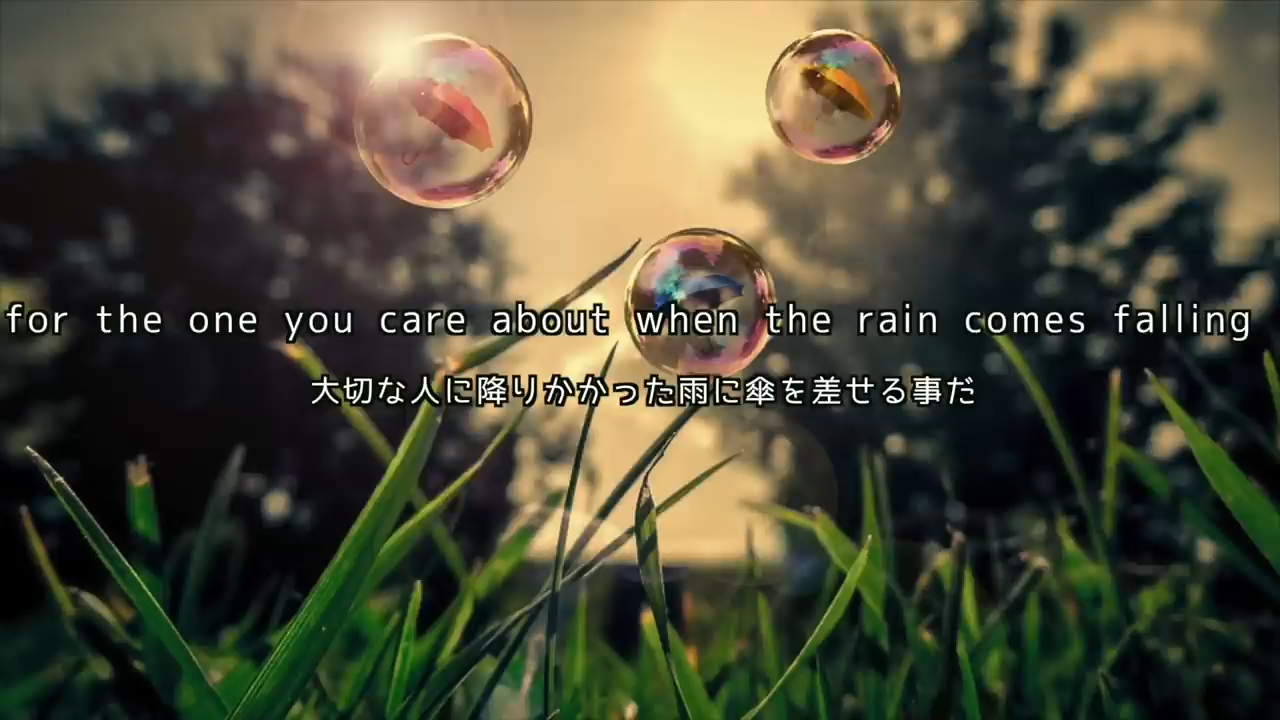 for the one you care about when the rain comes falling
大切な人に降りかかった雨に傘を差せる事だ